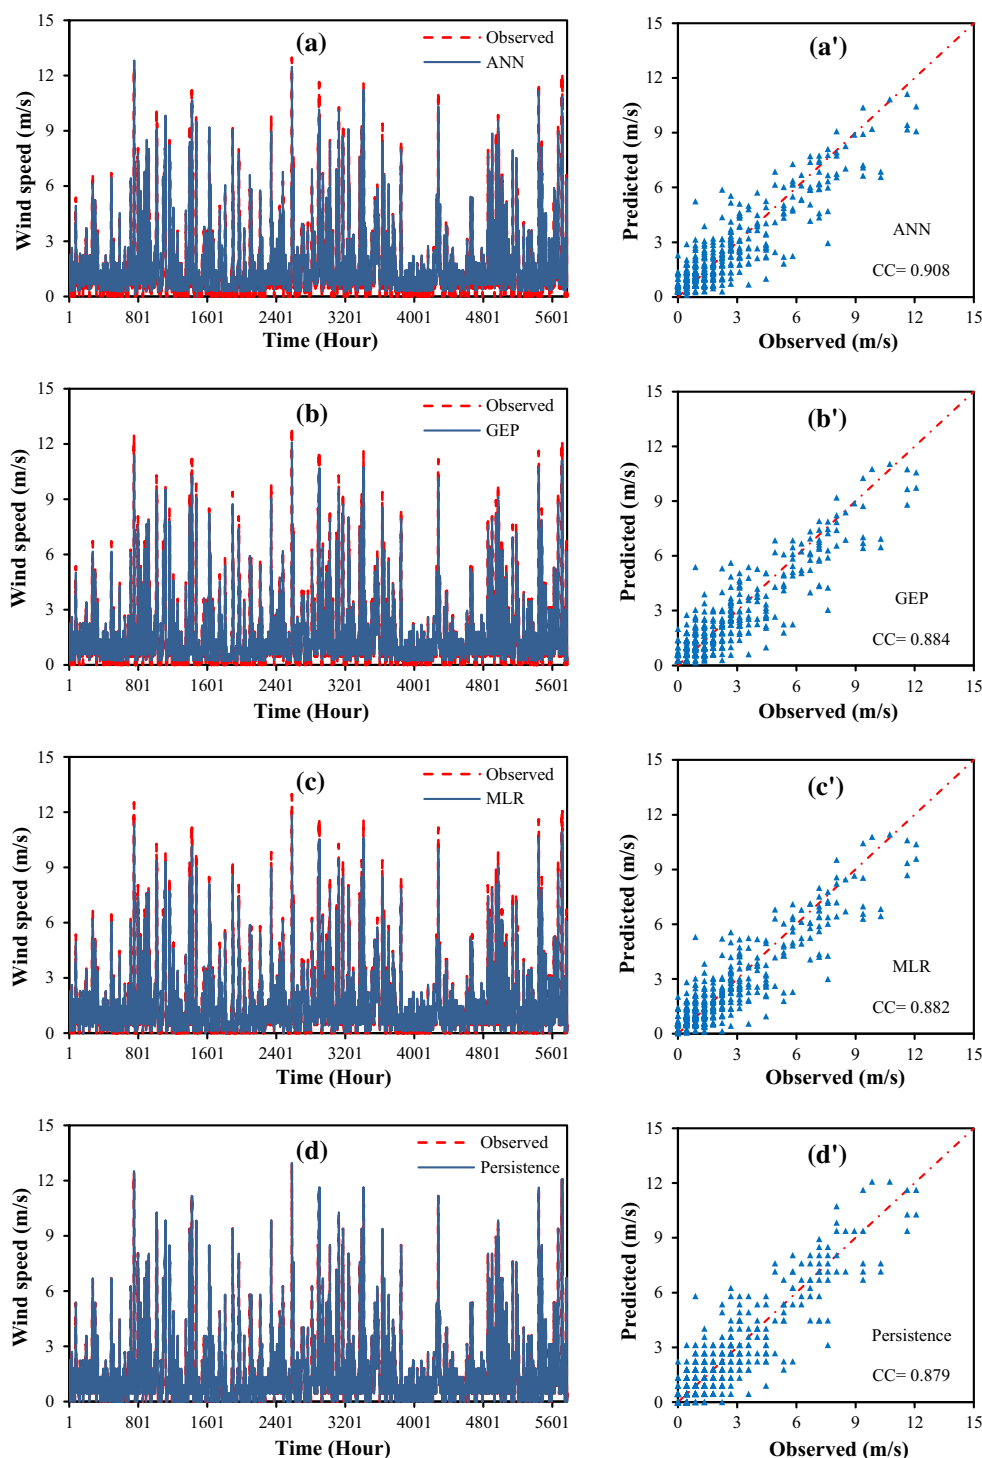 (a)
Observed
ANN
Wind speed (m/s)
15
12
9
6
3
0
1 801 1601 2401 3201 4001 4801 5601
Time (Hour)
(a')
Predicted (m/s)
15
12
9
6
3
0
ANN
CC= 0.908
0 3 6 9 12 15
Observed (m/s)
(b)
Observed
GEP
Wind speed (m/s)
15
12
9
6
3
0
1 801 1601 2401 3201 4001 4801 5601
Time (Hour)
(b')
Predicted (m/s)
15
12
9
6
3
0
GEP
CC= 0.884
0 3 6 9 12 15
Observed (m/s)
(c)
Observed
MLR
Wind speed (m/s)
15
12
9
6
3
0
1 801 1601 2401 3201 4001 4801 5601
Time (Hour)
(c')
Predicted (m/s)
15
12
9
6
3
0
MLR
CC= 0.882
0 3 6 9 12 15
Observed (m/s)
(d)
Observed
Persistence
Wind speed (m/s)
15
12
9
6
3
0
1 801 1601 2401 3201 4001 4801 5601
Time (Hour)
(d')
Predicted (m/s)
15
12
9
6
3
0
Persistence
CC= 0.879
0 3 6 9 12 15
Observed (m/s)